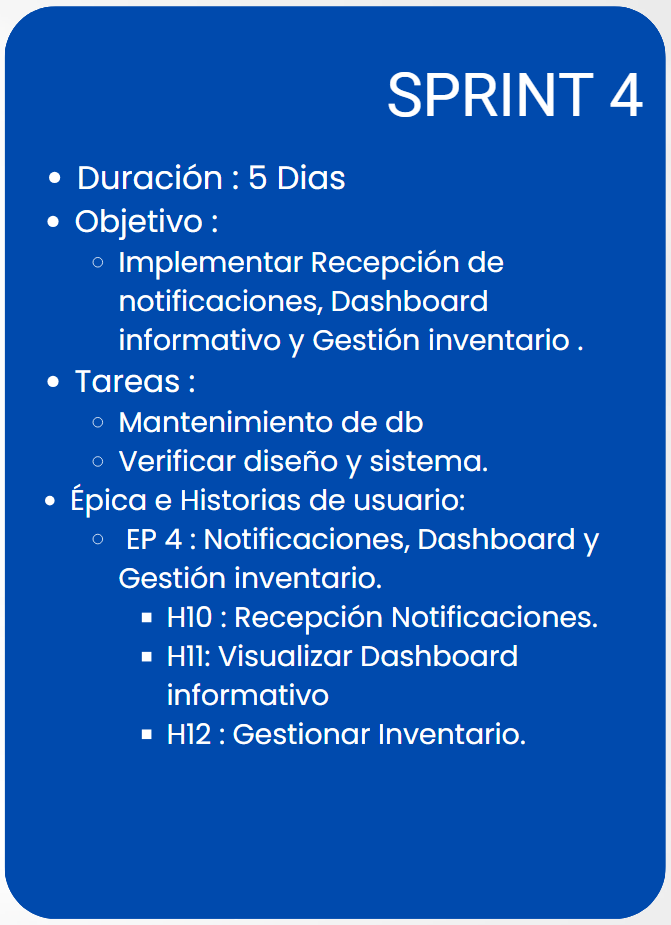 SPRINT 4
Duración : 5 Dias
Objetivo :
Implementar Recepción de
notificaciones, Dashboard
informativo y Gestión inventario .
Tareas :
Mantenimiento de db
Verificar diseño y sistema.
Épica e Historias de usuario:
EP 4 : Notificaciones, Dashboard y
Gestión inventario.
H10 : Recepción Notificaciones.
H11: Visualizar Dashboard
informativo
H12 : Gestionar Inventario.